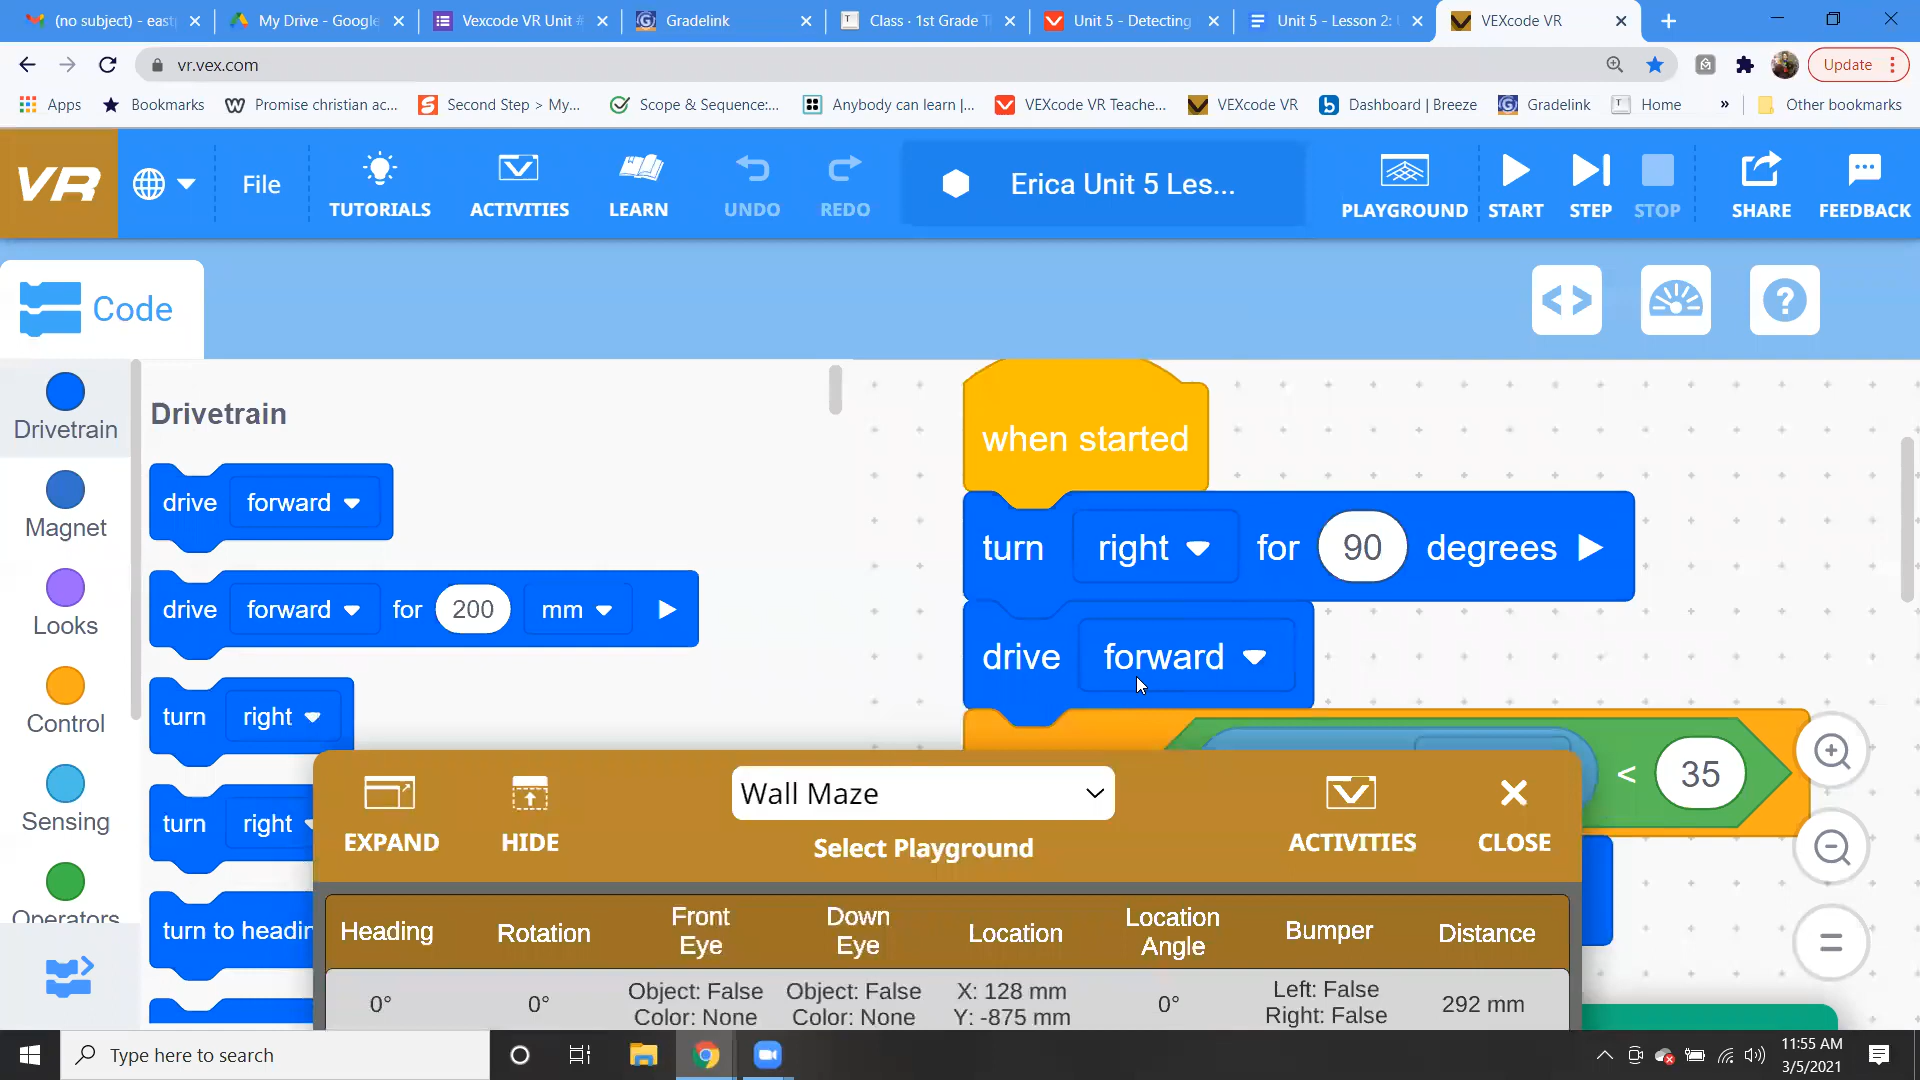 (no subject) - east
My Drive - Google
Vexcode VR Unit #
Gradelink
Class · 1st Grade T
Unit 5 - Detecting
Unit 5 - Lesson 2:
VEXcode VR
vr.vex.com
Update
Apps
Bookmarks
Promise christian ac...
Second Step > My...
Scope & Sequence:...
Anybody can learn |...
VEXcode VR Teache...
VEXcode VR
Dashboard | Breeze
Gradelink
Home
»
Other bookmarks
VR
File
TUTORIALS
ACTIVITIES
LEARN
UNDO
REDO
Erica Unit 5 Les...
PLAYGROUND
START
STEP
STOP
SHARE
FEEDBACK
Code
Drivetrain
Magnet
Looks
Control
Sensing
Operators
Drivetrain
drive forward
drive forward for 200 mm
turn right
turn right
turn to headin
when started
turn right for 90 degrees
drive forward
< 35
EXPAND
HIDE
Wall Maze
Select Playground
ACTIVITIES
CLOSE
Heading
Rotation
Front Eye
Down Eye
Location
Location Angle
Bumper
Distance
0°
0°
Object: False
Color: None
Object: False
Color: None
X: 128 mm
Y: -875 mm
0°
Left: False
Right: False
292 mm
Type here to search
11:55 AM
3/5/2021